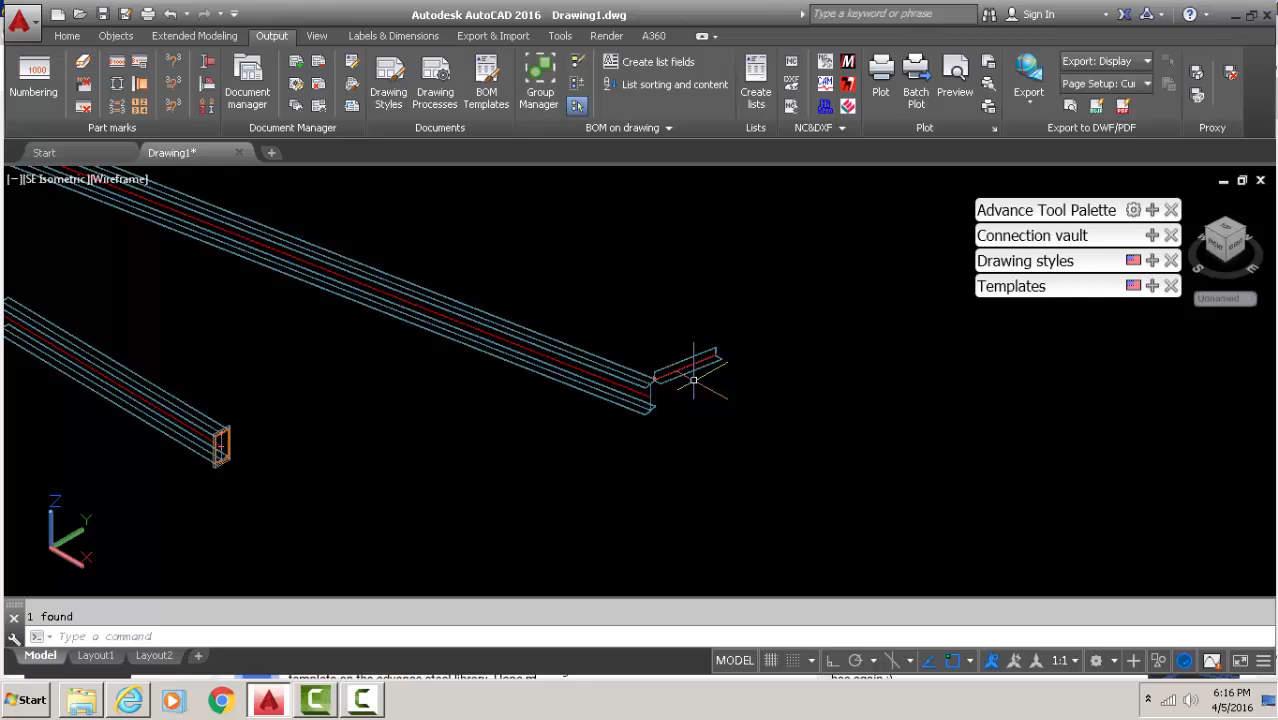 Autodesk AutoCAD 2016 Drawing1.dwg
Type a keyword or phrase
Sign In
Home
Objects
Extended Modeling
Output
View
Labels & Dimensions
Export & Import
Tools
Render
A360
Numbering
Document manager
Drawing Styles
Drawing Processes
BOM Templates
Group Manager
Create list fields
List sorting and content
Create lists
NC
DXF
Plot
Batch Plot
Preview
Export
Export: Display
Page Setup: Cu
Part marks
Document Manager
Documents
BOM on drawing
Lists
NC&DXF
Plot
Export to DWF/PDF
Proxy
Start
Drawing1*
[−][SE Isometric][Wireframe]
Advance Tool Palette
Connection vault
Drawing styles
Templates
TOP
S
E
Unnamed
Z
Y
X
1 found
Type a command
Model
Layout1
Layout2
MODEL
1:1
Start
6:16 PM
4/5/2016